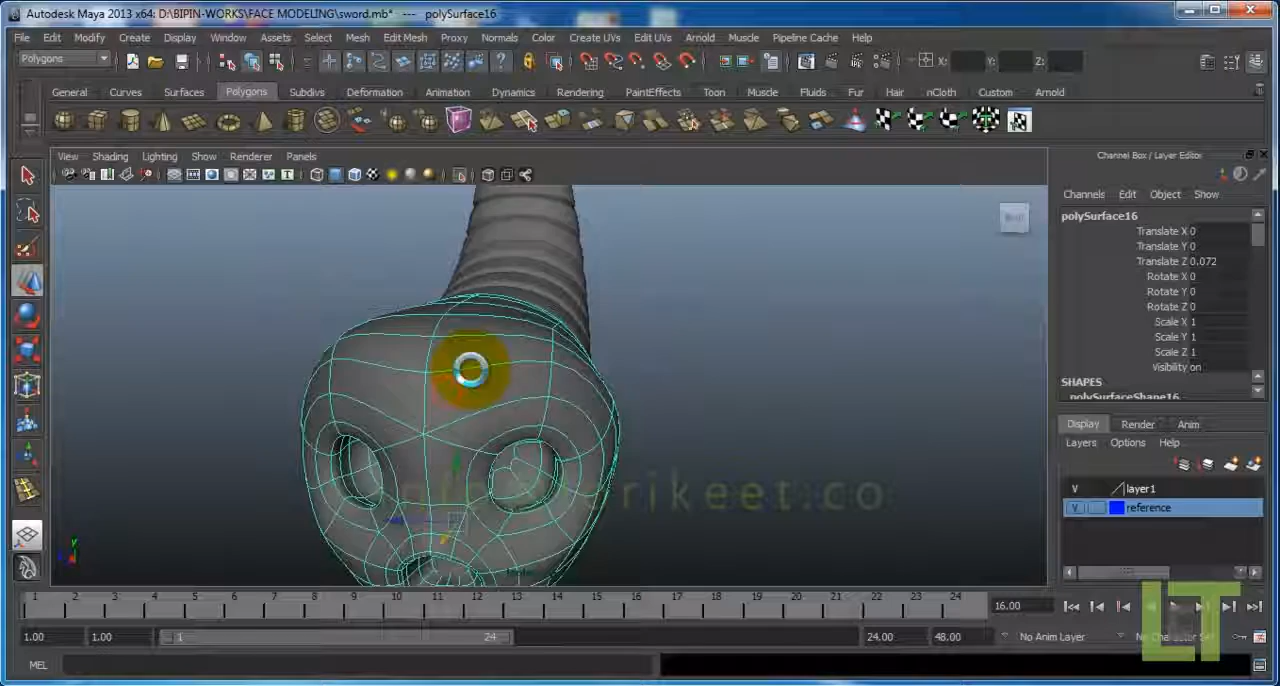 Autodesk Maya 2013 x64: D:\BIPIN-WORKS\FACE MODELING\sword.mb* --- polySurface16
File Edit Modify Create Display Window Assets Select Mesh Edit Mesh Proxy Normals Color Create UVs Edit UVs Arnold Muscle Pipeline Cache Help
Polygons X: Y: Z:
General Curves Surfaces Polygons Subdivs Deformation Animation Dynamics Rendering PaintEffects Toon Muscle Fluids Fur Hair nCloth Custom Arnold
View Shading Lighting Show Renderer Panels
Channel Box / Layer Editor
Channels Edit Object Show
polySurface16
Translate X 0
Translate Y 0
Translate Z 0.072
Rotate X 0
Rotate Y 0
Rotate Z 0
Scale X 1
Scale Y 1
Scale Z 1
Visibility on
SHAPES
polySurfaceShape16
Display Render Anim
Layers Options Help
V layer1
V reference
rikeet.co
y
1 2 3 4 5 6 7 8 9 10 11 12 13 14 15 16 17 18 19 20 21 22 23 24 16.00
1.00 1.00 1 24 24.00 48.00 No Anim Layer
MEL
LT